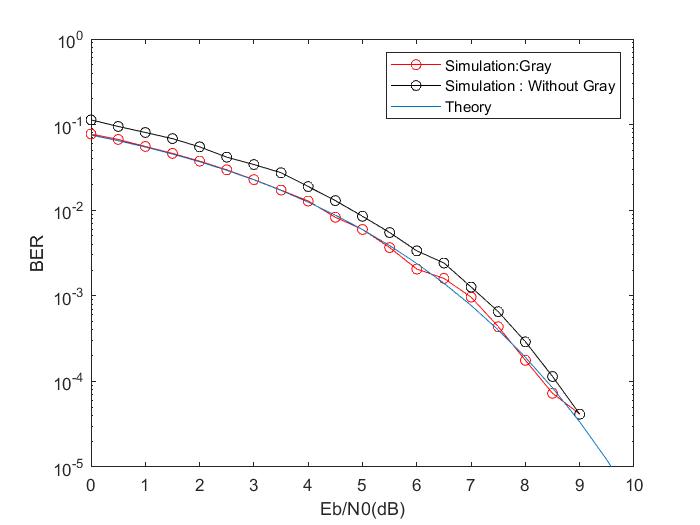 10^0
10^-1
10^-2
10^-3
10^-4
10^-5
BER
Simulation:Gray
Simulation : Without Gray
Theory
0 1 2 3 4 5 6 7 8 9 10
Eb/N0(dB)